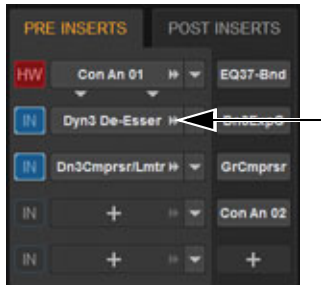 PRE INSERTS POST INSERTS
HW Con An 01 EQ37-Bnd
IN Dyn3 De-Esser
IN Dn3Cmprsr/Lmtr GrCmprsr
IN + Con An 02
IN + +